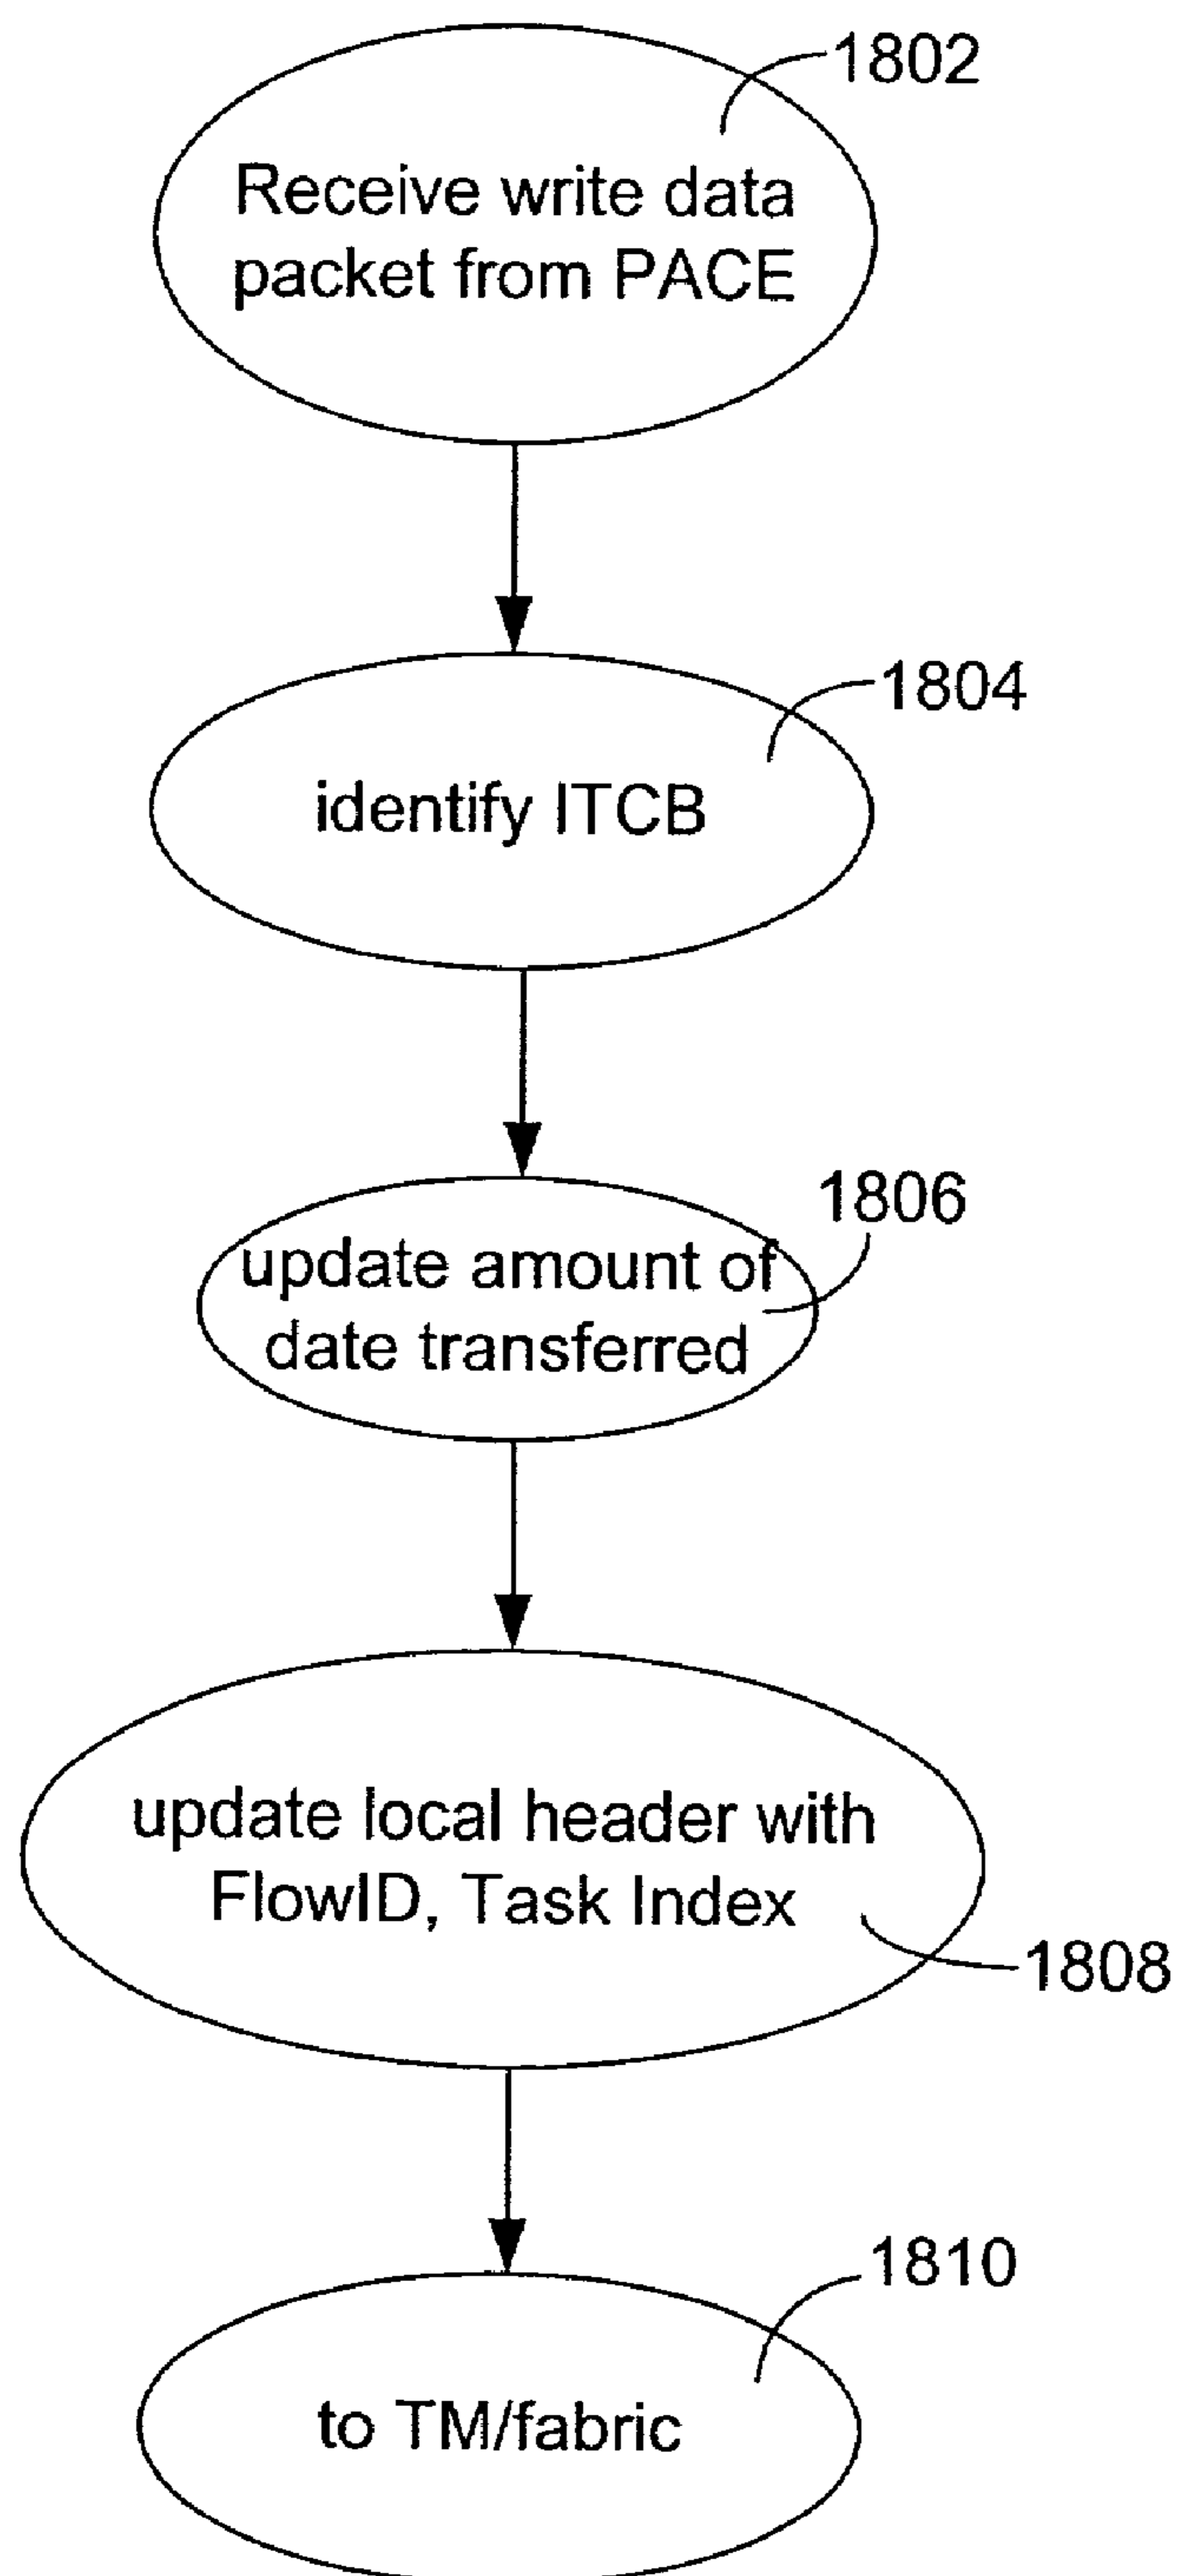 1802
Receive write data
packet from PACE
1804
identify ITCB
1806
update amount of
date transferred
update local header with
FlowID, Task Index
1808
1810
to TM/fabric